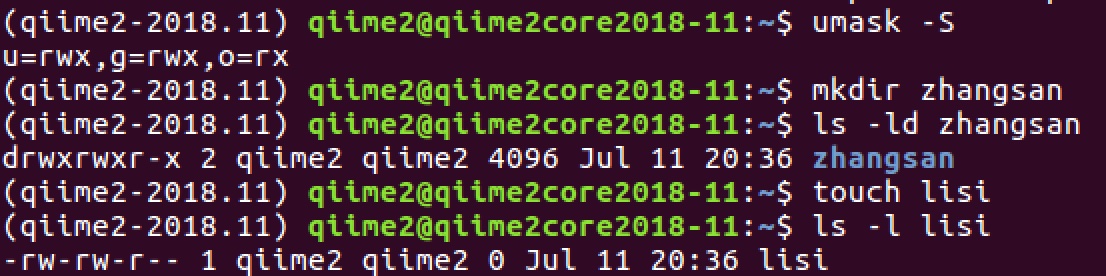 (qiime2-2018.11) qiime2@qiime2core2018-11:~$ umask -S
u=rwx,g=rwx,o=rx
(qiime2-2018.11) qiime2@qiime2core2018-11:~$ mkdir zhangsan
(qiime2-2018.11) qiime2@qiime2core2018-11:~$ ls -ld zhangsan
drwxrwxr-x 2 qiime2 qiime2 4096 Jul 11 20:36 zhangsan
(qiime2-2018.11) qiime2@qiime2core2018-11:~$ touch lisi
(qiime2-2018.11) qiime2@qiime2core2018-11:~$ ls -l lisi
-rw-rw-r-- 1 qiime2 qiime2 0 Jul 11 20:36 lisi